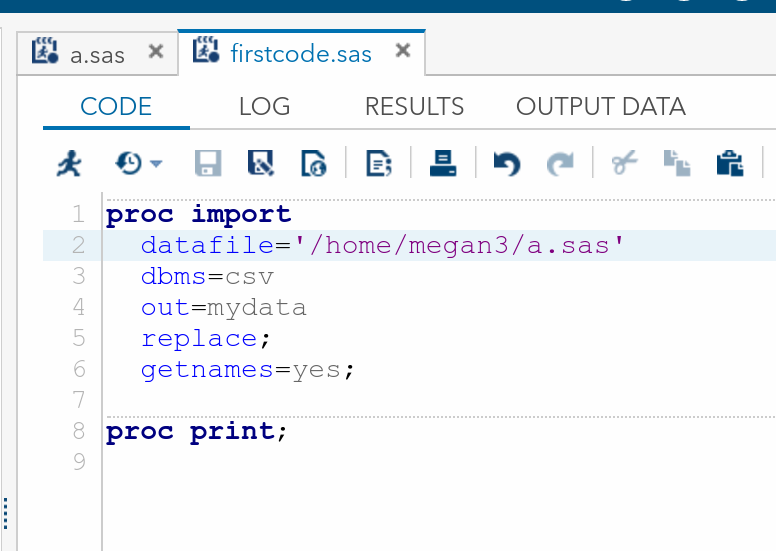 a.sas × firstcode.sas ×
CODE LOG RESULTS OUTPUT DATA
1 proc import
2 datafile='/home/megan3/a.sas'
3 dbms=csv
4 out=mydata
5 replace;
6 getnames=yes;
7
8 proc print;
9